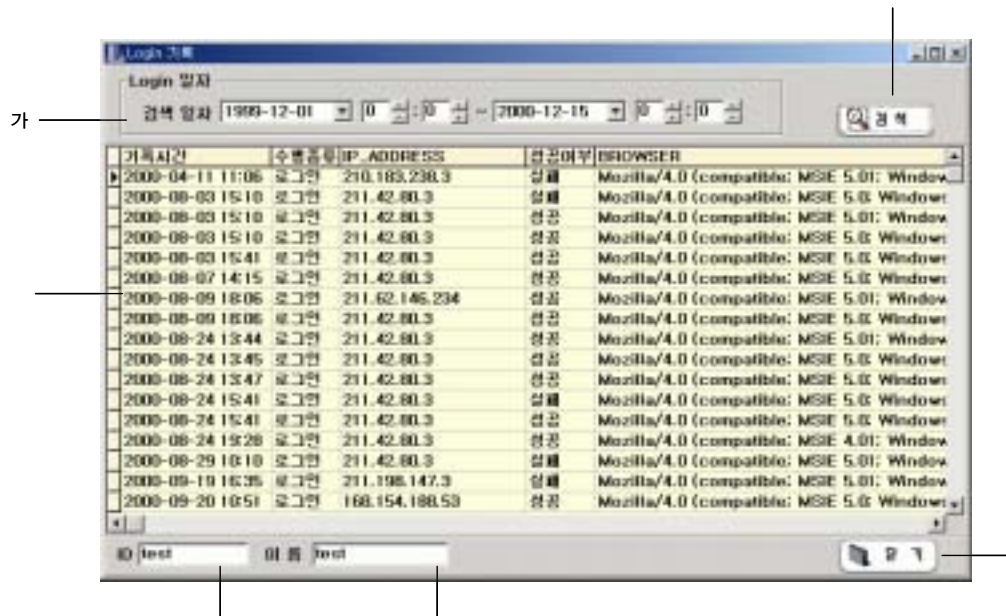 Login 기록
Login 일자
가
검색 일자 1999-12-01 0 : 0 ~ 2000-12-15 0 : 0
검 색
기록시간 수행종류 IP_ADDRESS 성공여부 BROWSER
2000-04-11 11:06 로그인 210.183.238.3 실패 Mozilla/4.0 (compatible; MSIE 5.01; Window
2000-08-03 15:10 로그인 211.42.80.3 실패 Mozilla/4.0 (compatible; MSIE 5.0; Windows
2000-08-03 15:10 로그인 211.42.80.3 성공 Mozilla/4.0 (compatible; MSIE 5.01; Window
2000-08-03 15:10 로그인 211.42.80.3 성공 Mozilla/4.0 (compatible; MSIE 5.0; Windows
2000-08-03 15:41 로그인 211.42.80.3 성공 Mozilla/4.0 (compatible; MSIE 5.0; Windows
2000-08-07 14:15 로그인 211.42.80.3 성공 Mozilla/4.0 (compatible; MSIE 5.0; Windows
2000-08-09 18:06 로그인 211.62.146.234 성공 Mozilla/4.0 (compatible; MSIE 5.01; Window
2000-08-09 18:06 로그인 211.42.80.3 성공 Mozilla/4.0 (compatible; MSIE 5.0; Windows
2000-08-24 13:44 로그인 211.42.80.3 성공 Mozilla/4.0 (compatible; MSIE 5.01; Window
2000-08-24 13:45 로그인 211.42.80.3 성공 Mozilla/4.0 (compatible; MSIE 5.0; Windows
2000-08-24 13:47 로그인 211.42.80.3 성공 Mozilla/4.0 (compatible; MSIE 5.0; Windows
2000-08-24 15:41 로그인 211.42.80.3 실패 Mozilla/4.0 (compatible; MSIE 5.0; Windows
2000-08-24 15:41 로그인 211.42.80.3 성공 Mozilla/4.0 (compatible; MSIE 5.0; Windows
2000-08-24 19:28 로그인 211.42.80.3 성공 Mozilla/4.0 (compatible; MSIE 4.01; Window
2000-08-29 10:10 로그인 211.42.80.3 실패 Mozilla/4.0 (compatible; MSIE 5.01; Window
2000-09-19 16:35 로그인 211.198.147.3 실패 Mozilla/4.0 (compatible; MSIE 5.01; Window
2000-09-20 10:51 로그인 168.154.188.53 성공 Mozilla/4.0 (compatible; MSIE 5.0; Windows
ID test 이 름 test
닫 기